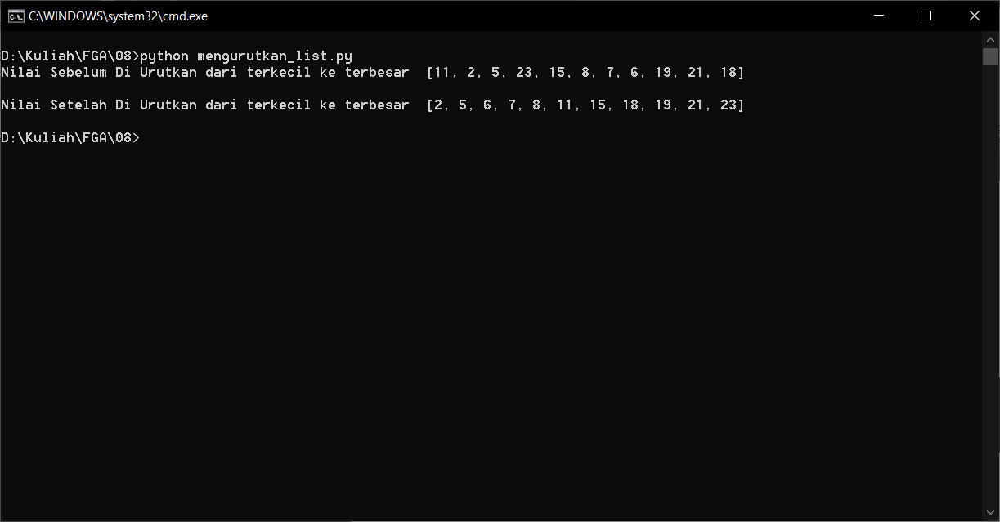 C:\WINDOWS\system32\cmd.exe
D:\Kuliah\FGA\08>python mengurutkan_list.py
Nilai Sebelum Di Urutkan dari terkecil ke terbesar  [11, 2, 5, 23, 15, 8, 7, 6, 19, 21, 18]
Nilai Setelah Di Urutkan dari terkecil ke terbesar  [2, 5, 6, 7, 8, 11, 15, 18, 19, 21, 23]
D:\Kuliah\FGA\08>